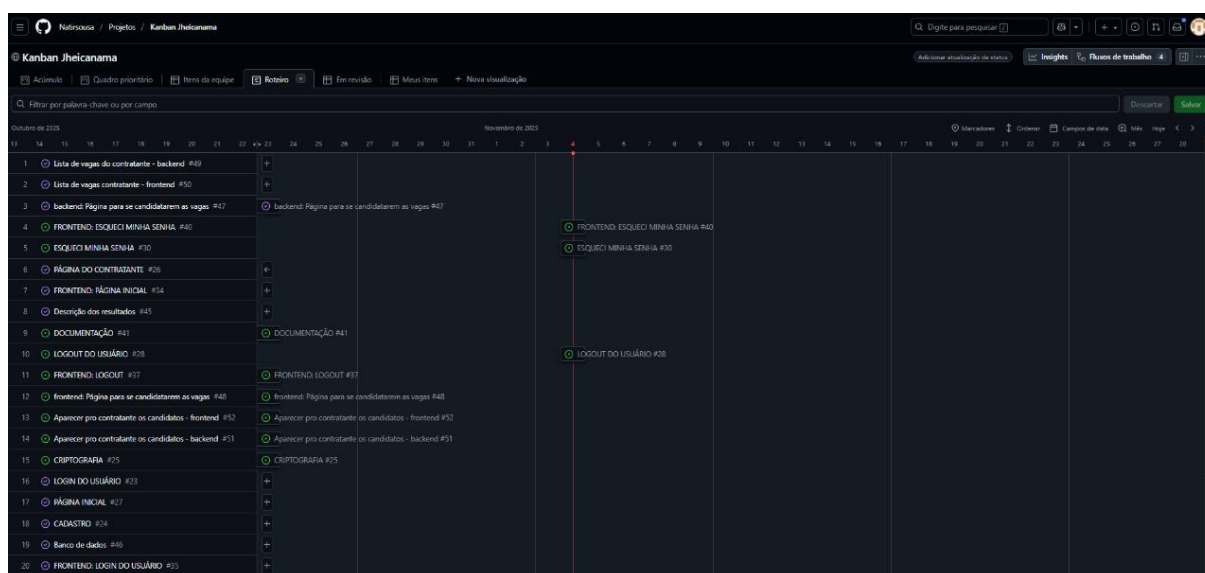 Natirsousa / Projetos / Kanban Jheicanama
Digite para pesquisar /
Kanban Jheicanama
Adicionar atualização de status
Insights
Fluxos de trabalho 4
Acúmulo
Quadro prioritário
Itens da equipe
Roteiro
Em revisão
Meus itens
+ Nova visualização
Filtrar por palavra-chave ou por campo
Descartar
Salvar
Outubro de 2025
Novembro de 2025
Marcadores
Ordenar
Campos de data
Mês
Hoje
13 14 15 16 17 18 19 20 21 22 23 24 25 26 27 28 29 30 31 1 2 3 4 5 6 7 8 9 10 11 12 13 14 15 16 17 18 19 20 21 22 23 24 25 26 27 28
1 Lista de vagas do contratante - backend #49
2 Lista de vagas contratante - frontend #50
3 backend: Página para se candidatarem as vagas #47 backend: Página para se candidatarem as vagas #47
4 FRONTEND: ESQUECI MINHA SENHA #40 FRONTEND: ESQUECI MINHA SENHA #40
5 ESQUECI MINHA SENHA #30 ESQUECI MINHA SENHA #30
6 PÁGINA DO CONTRATANTE #26
7 FRONTEND: PÁGINA INICIAL #34
8 Descrição dos resultados #45
9 DOCUMENTAÇÃO #41 DOCUMENTAÇÃO #41
10 LOGOUT DO USUÁRIO #28 LOGOUT DO USUÁRIO #28
11 FRONTEND: LOGOUT #37 FRONTEND: LOGOUT #37
12 frontend: Página para se candidatarem as vagas #48 frontend: Página para se candidatarem as vagas #48
13 Aparecer pro contratante os candidatos - frontend #52 Aparecer pro contratante os candidatos - frontend #52
14 Aparecer pro contratante os candidatos - backend #51 Aparecer pro contratante os candidatos - backend #51
15 CRIPTOGRAFIA #25 CRIPTOGRAFIA #25
16 LOGIN DO USUÁRIO #23
17 PÁGINA INICIAL #27
18 CADASTRO #24
19 Banco de dados #46
20 FRONTEND: LOGIN DO USUÁRIO #35